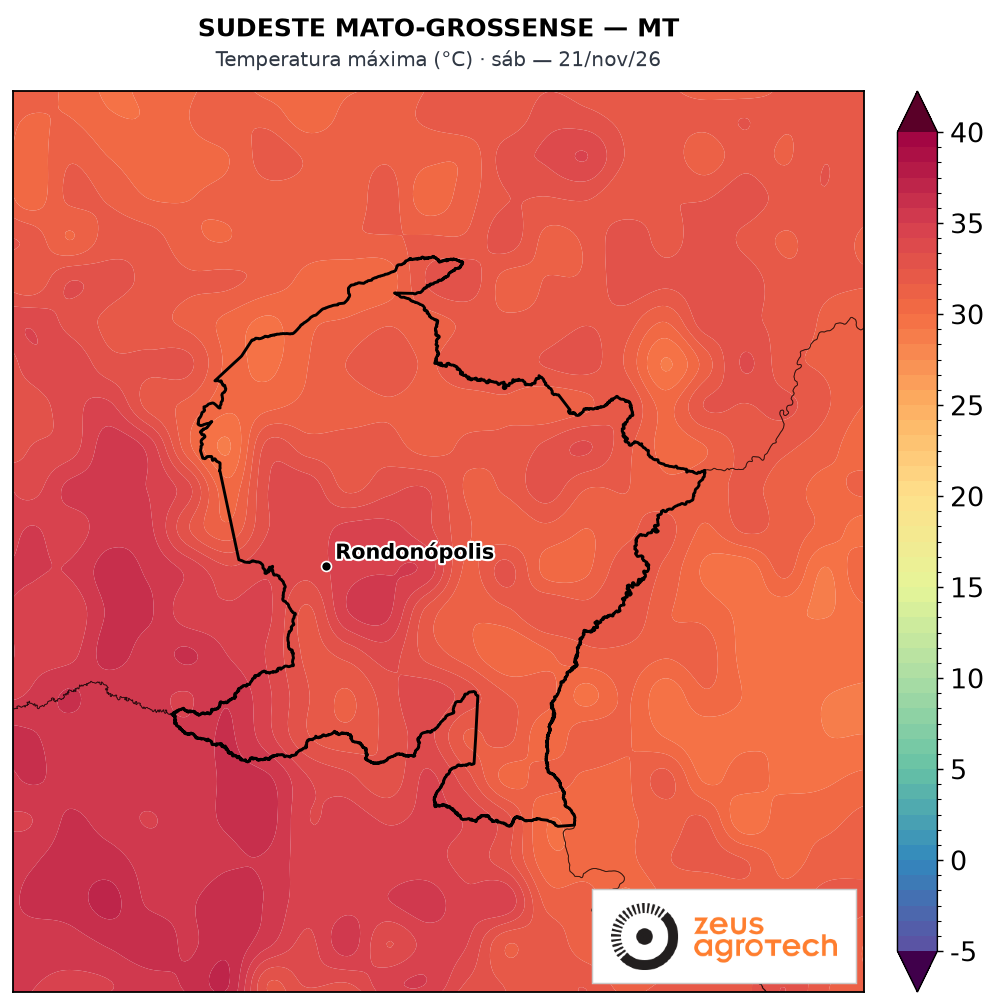 SUDESTE MATO-GROSSENSE — MT
Temperatura máxima (°C) · sáb — 21/nov/26
40
35
30
25
20
15
10
5
0
-5
Rondonópolis
zeus
agrotech